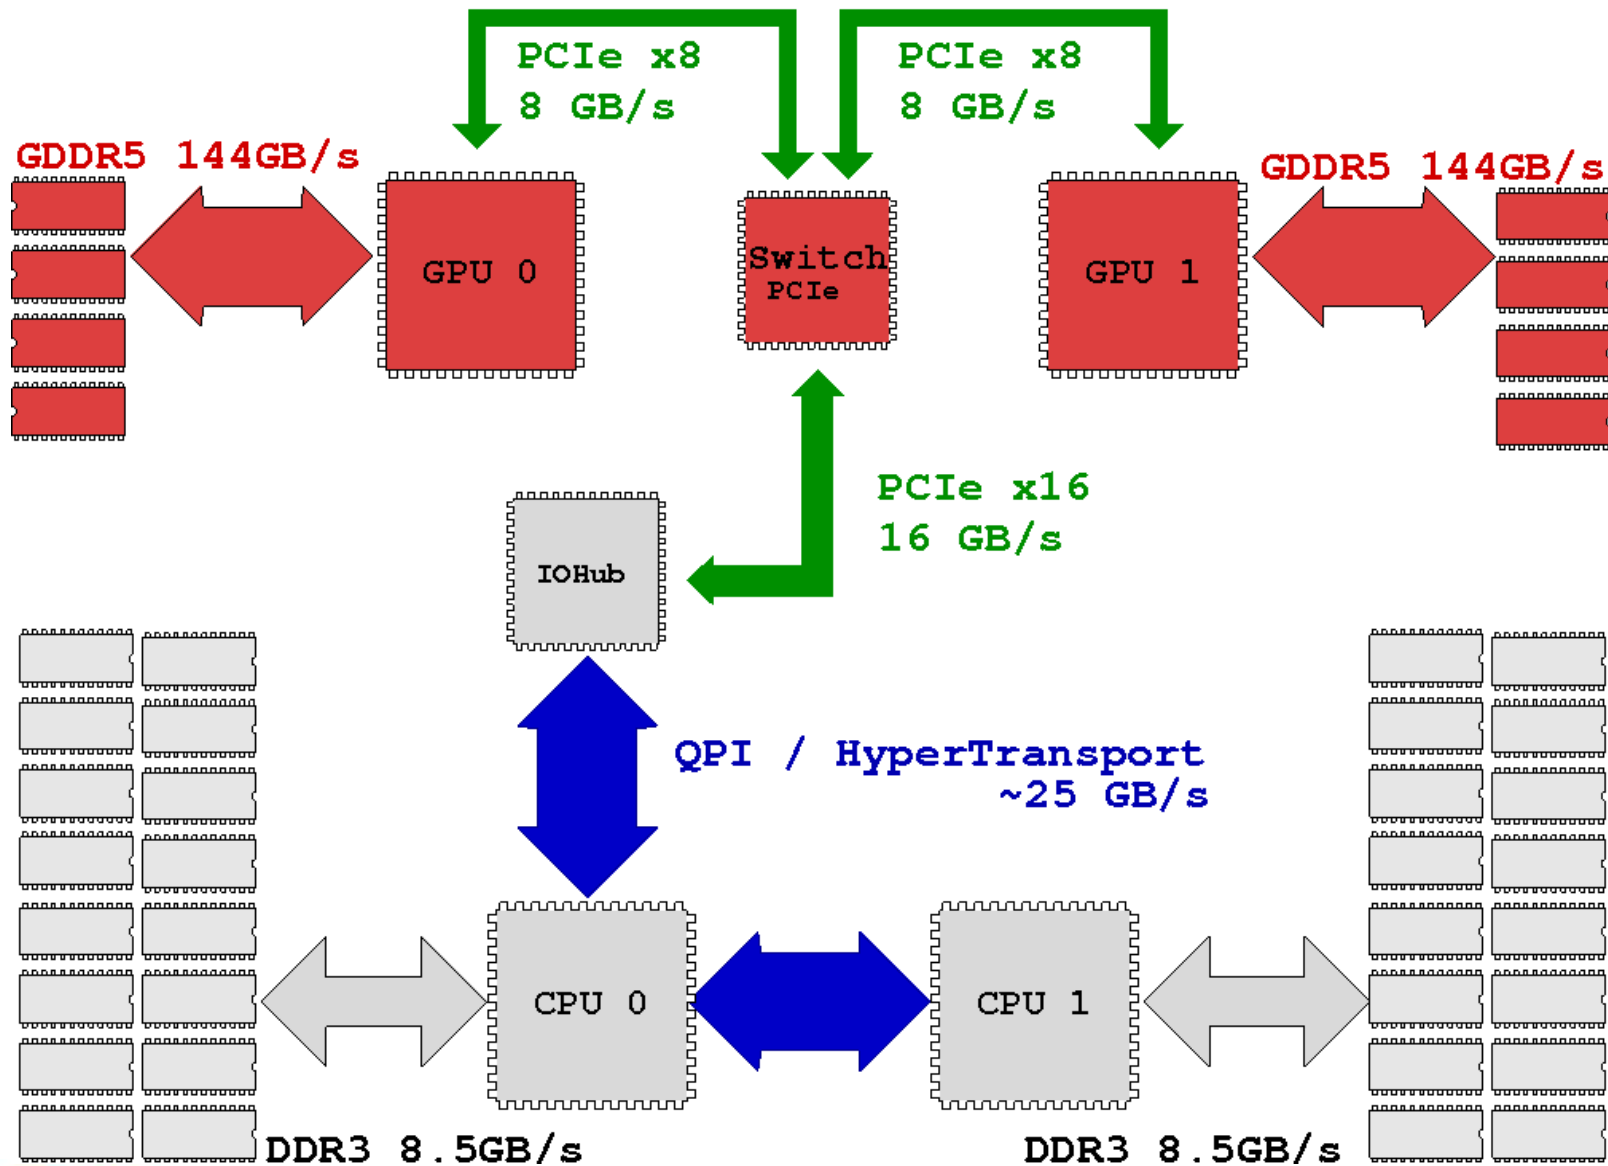 PCIe x8
8 GB/s
PCIe x8
8 GB/s
GDDR5 144GB/s
GDDR5 144GB/s
GPU 0
Switch
PCIe
GPU 1
PCIe x16
16 GB/s
IOHub
QPI / HyperTransport
~25 GB/s
CPU 0
CPU 1
DDR3 8.5GB/s
DDR3 8.5GB/s